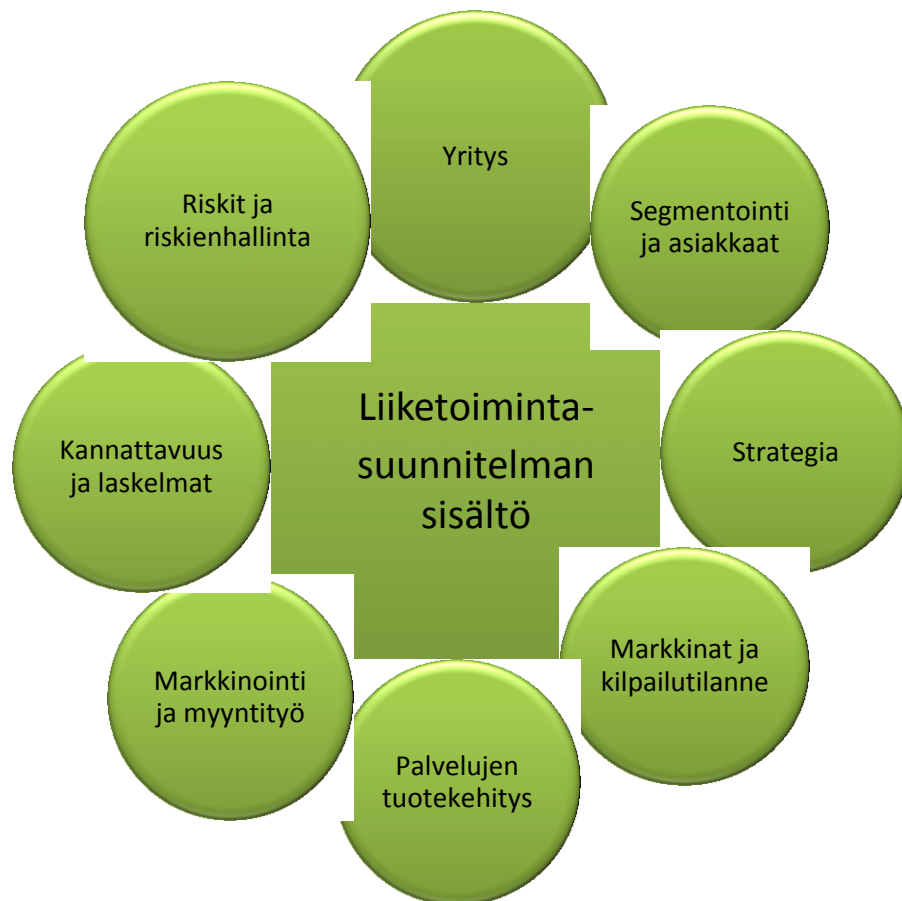 Yritys
Segmentointi
ja asiakkaat
Strategia
Markkinat ja
kilpailutilanne
Palvelujen
tuotekehitys
Markkinointi
ja myyntityö
Kannattavuus
ja laskelmat
Riskit ja
riskienhallinta
Liiketoiminta-
suunnitelman
sisältö